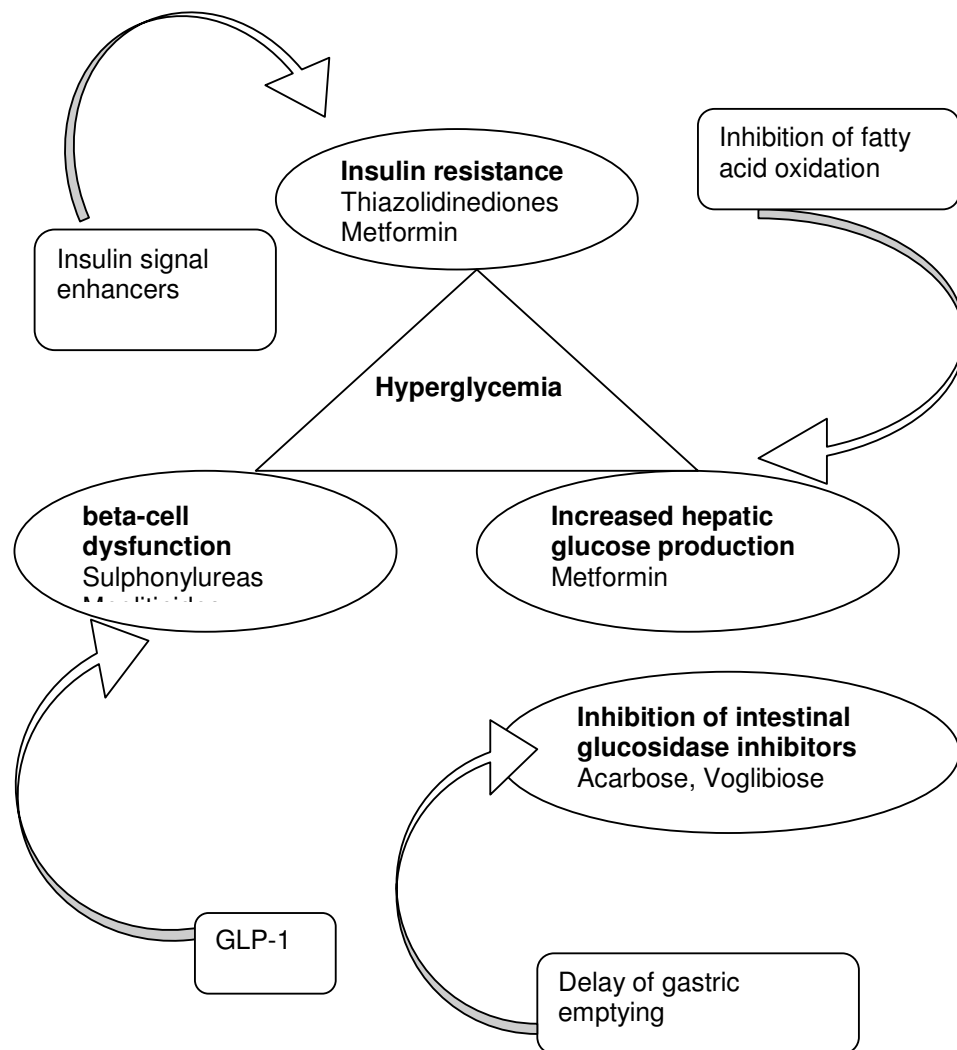 Insulin resistance
Thiazolidinediones
Metformin
Inhibition of fatty
acid oxidation
Insulin signal
enhancers
Hyperglycemia
beta-cell
dysfunction
Sulphonylureas
Increased hepatic
glucose production
Metformin
Inhibition of intestinal
glucosidase inhibitors
Acarbose, Voglibiose
GLP-1
Delay of gastric
emptying